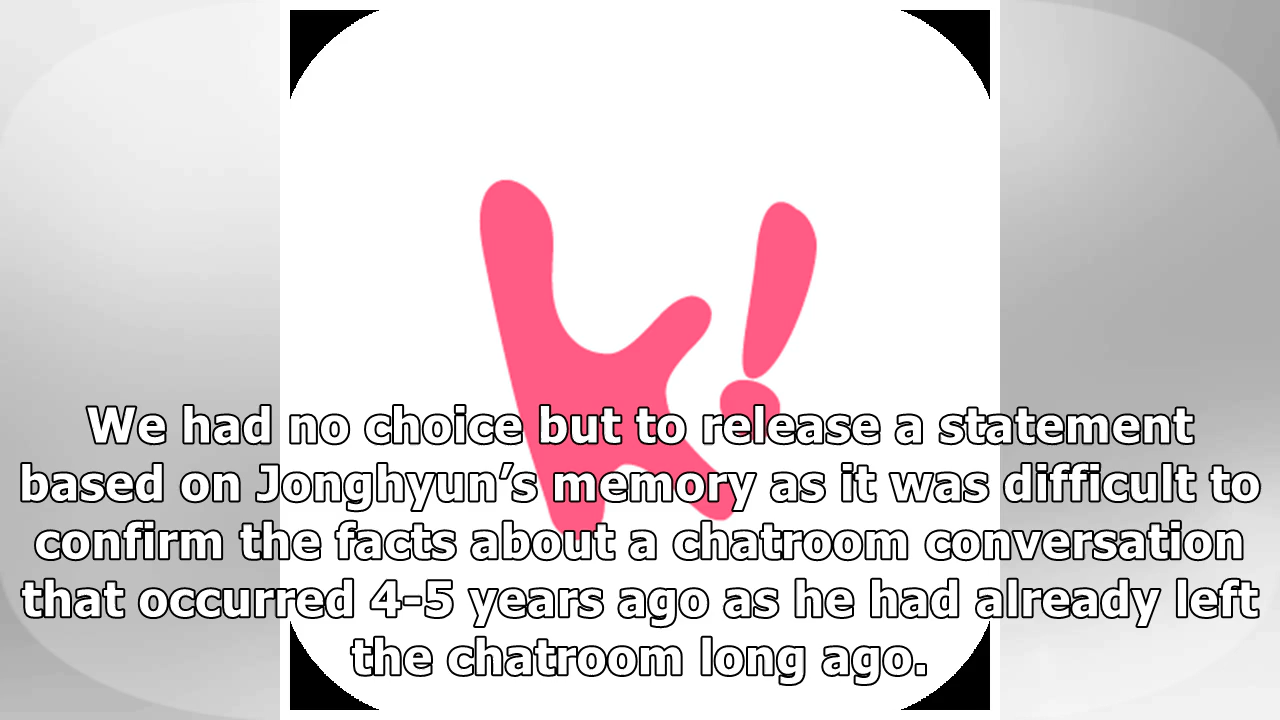 k!
We had no choice but to release a statement
based on Jonghyun’s memory as it was difficult to
confirm the facts about a chatroom conversation
that occurred 4-5 years ago as he had already left
the chatroom long ago.